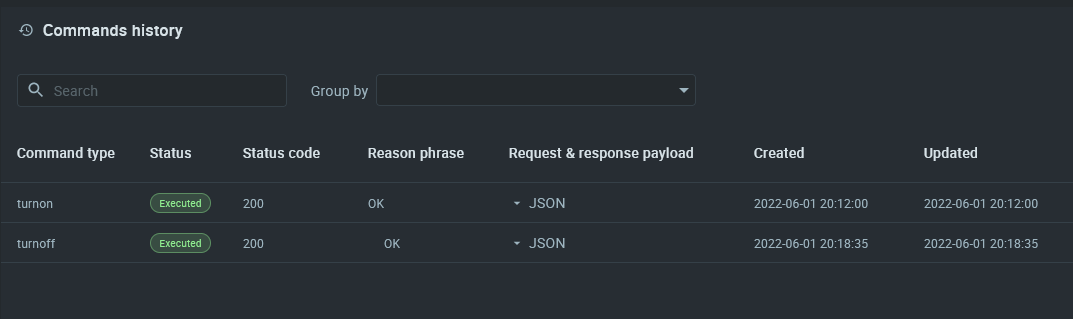 Commands history
Search Group by
Command type Status Status code Reason phrase Request & response payload Created Updated
turnon Executed 200 OK JSON 2022-06-01 20:12:00 2022-06-01 20:12:00
turnoff Executed 200 OK JSON 2022-06-01 20:18:35 2022-06-01 20:18:35